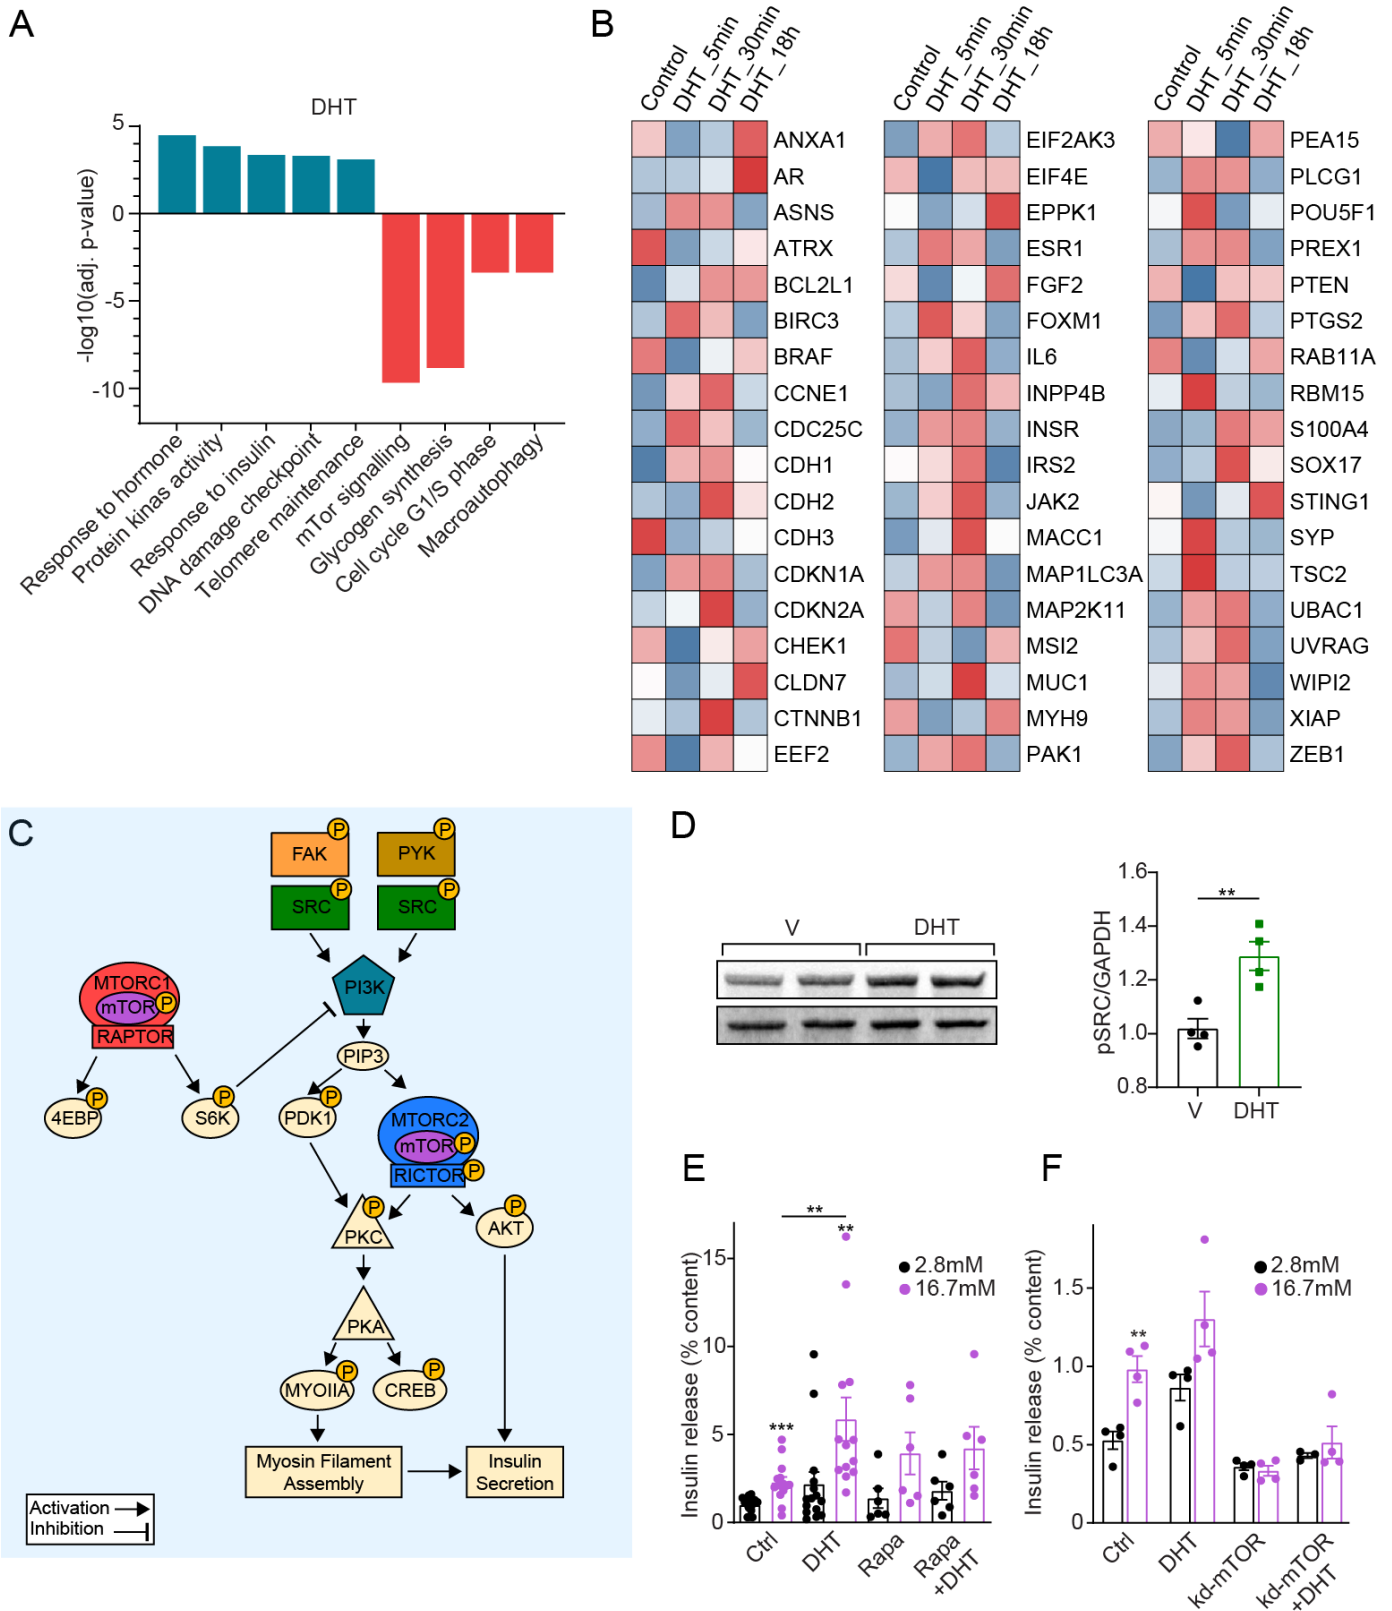 A
DHT
-log10(adj. p-value)
5
0
-5
-10
Response to hormone
Protein kinas activity
Response to insulin
DNA damage checkpoint
Telomere maintenance
mTor signalling
Glycogen synthesis
Cell cycle G1/S phase
Macroautophagy
B
Control
DHT_5min
DHT_30min
DHT_18h
ANXA1
AR
ASNS
ATRX
BCL2L1
BIRC3
BRAF
CCNE1
CDC25C
CDH1
CDH2
CDH3
CDKN1A
CDKN2A
CHEK1
CLDN7
CTNNB1
EEF2
Control
DHT_5min
DHT_30min
DHT_18h
EIF2AK3
EIF4E
EPPK1
ESR1
FGF2
FOXM1
IL6
INPP4B
INSR
IRS2
JAK2
MACC1
MAP1LC3A
MAP2K11
MSI2
MUC1
MYH9
PAK1
Control
DHT_5min
DHT_30min
DHT_18h
PEA15
PLCG1
POU5F1
PREX1
PTEN
PTGS2
RAB11A
RBM15
S100A4
SOX17
STING1
SYP
TSC2
UBAC1
UVRAG
WIPI2
XIAP
ZEB1
C
FAK P
PYK P
SRC P
SRC P
PI3K
MTORC1
mTOR P
RAPTOR
PIP3
4EBP P
S6K P
PDK1 P
MTORC2
mTOR P
RICTOR P
PKC P
AKT P
PKA
MYOIIA P
CREB P
Myosin Filament
Assembly
Insulin
Secretion
Activation
Inhibition
D
V
DHT
pSRC/GAPDH
1.6
1.4
1.2
1.0
0.8
**
V
DHT
E
Insulin release (% content)
15
10
5
0
**
**
***
2.8mM
16.7mM
Ctrl
DHT
Rapa
Rapa
+DHT
F
Insulin release (% content)
1.5
1.0
0.5
0
**
2.8mM
16.7mM
Ctrl
DHT
kd-mTOR
kd-mTOR
+DHT